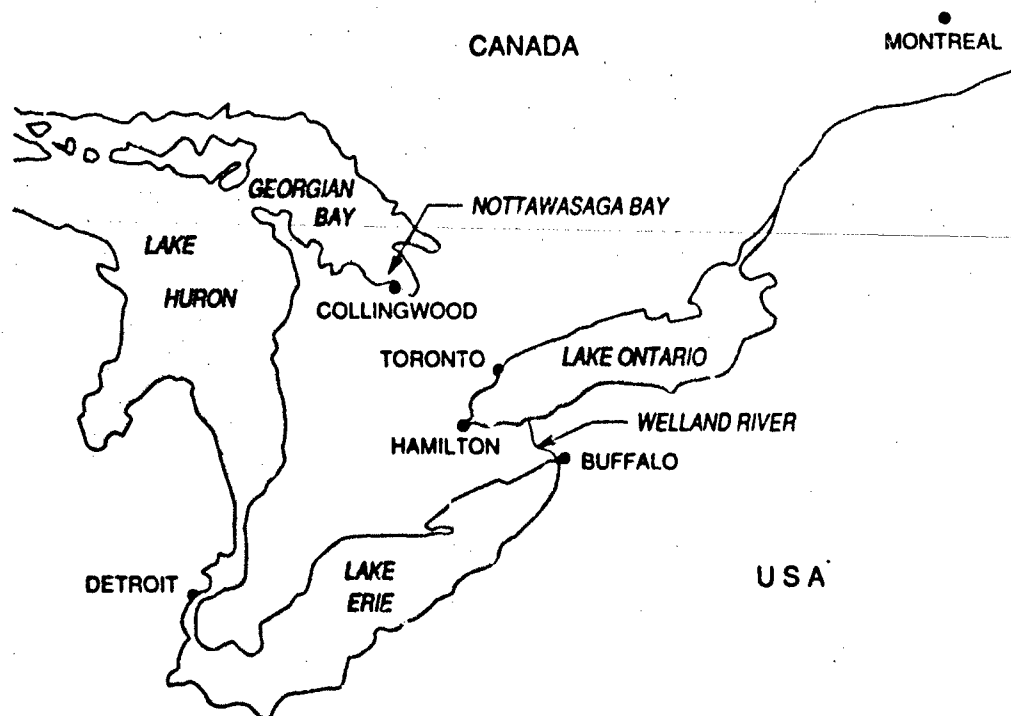 CANADA
MONTREAL
GEORGIAN
BAY
NOTTAWASAGA BAY
LAKE
HURON
COLLINGWOOD
TORONTO
LAKE ONTARIO
HAMILTON
WELLAND RIVER
BUFFALO
DETROIT
LAKE
ERIE
USA